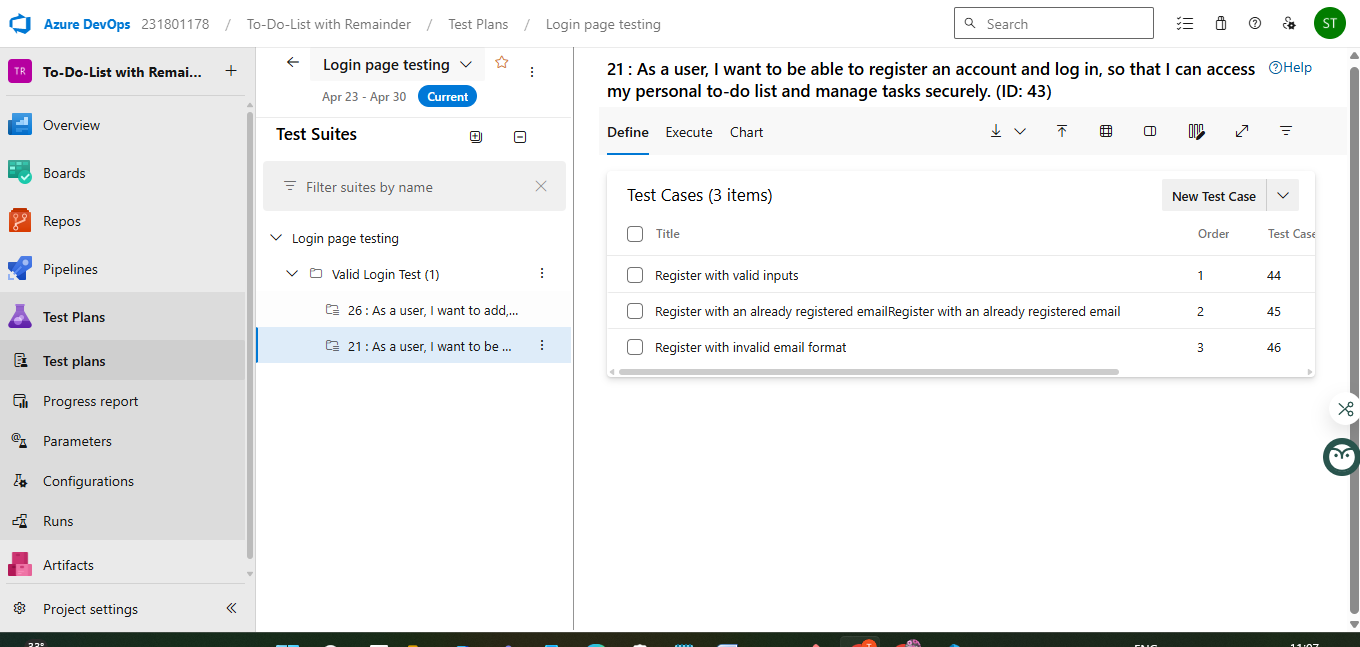 Azure DevOps 231801178 / To-Do-List with Remainder / Test Plans / Login page testing
Search
ST
TR To-Do-List with Remai...
Overview
Boards
Repos
Pipelines
Test Plans
Test plans
Progress report
Parameters
Configurations
Runs
Artifacts
Project settings
Login page testing
Apr 23 - Apr 30 Current
Test Suites
Filter suites by name
Login page testing
Valid Login Test (1)
26 : As a user, I want to add,...
21 : As a user, I want to be ...
21 : As a user, I want to be able to register an account and log in, so that I can access
my personal to-do list and manage tasks securely. (ID: 43)
Help
Define Execute Chart
Test Cases (3 items)
New Test Case
Title Order Test Case
Register with valid inputs 1 44
Register with an already registered emailRegister with an already registered email 2 45
Register with invalid email format 3 46